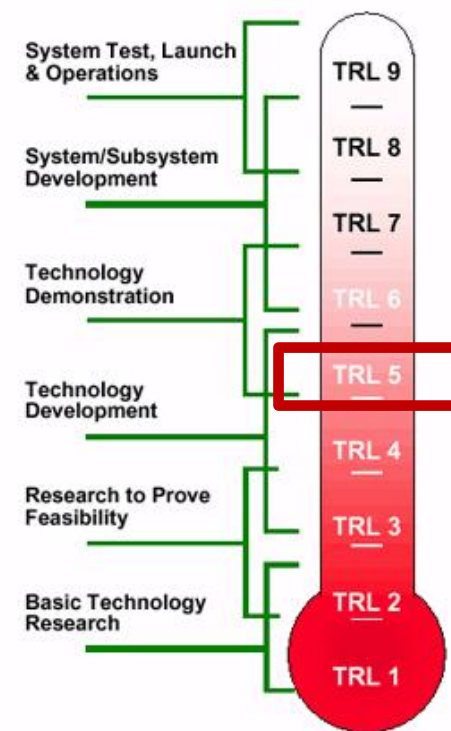 System Test, Launch
& Operations
System/Subsystem
Development
Technology
Demonstration
Technology
Development
Research to Prove
Feasibility
Basic Technology
Research
TRL 9
TRL 8
TRL 7
TRL 6
TRL 5
TRL 4
TRL 3
TRL 2
TRL 1